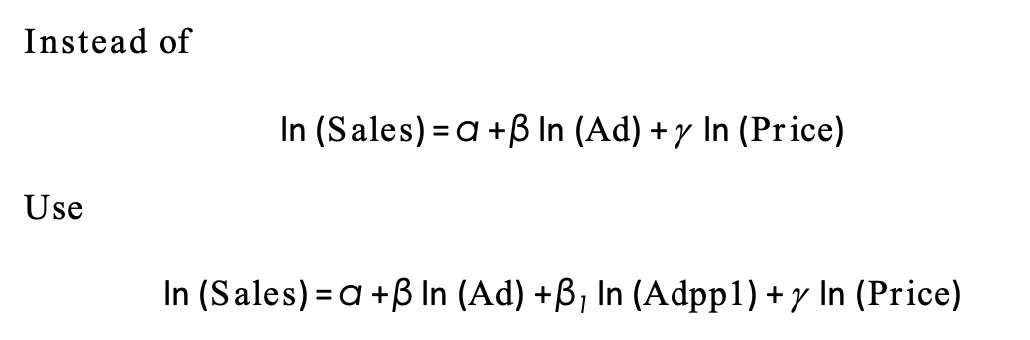 Instead of
ln (Sales) = α + β ln (Ad) + γ ln (Price)
Use
ln (Sales) = α + β ln (Ad) + β₁ ln (Adpp1) + γ ln (Price)